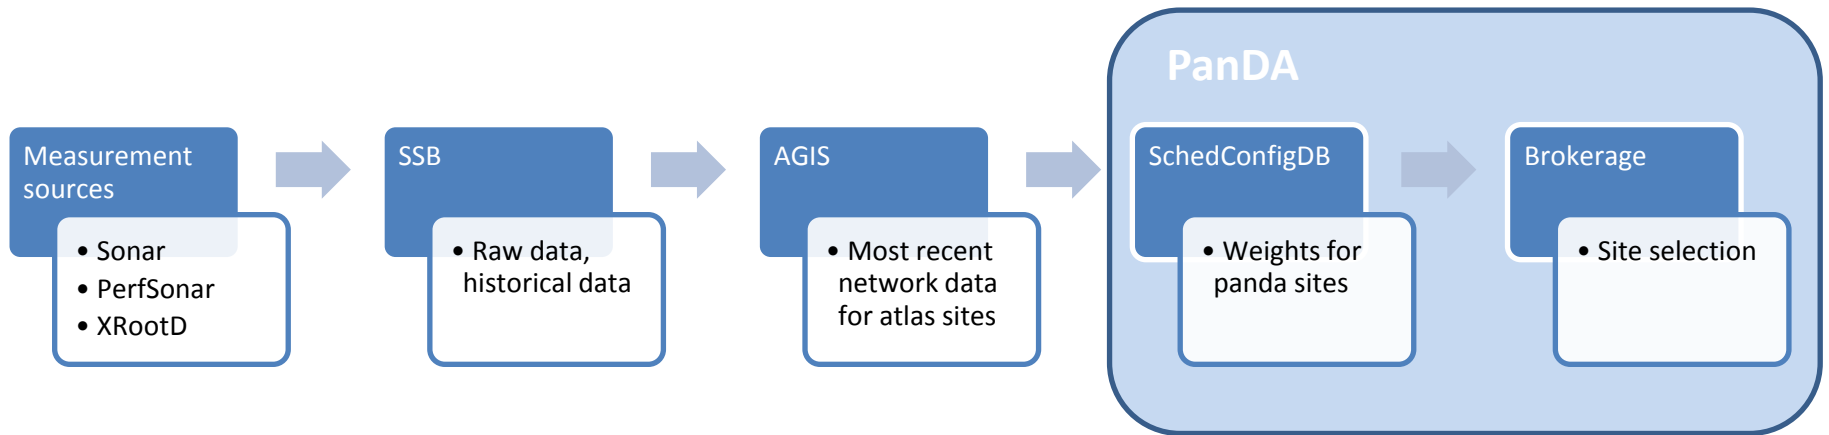 PanDA
Measurement
sources
• Sonar
• PerfSonar
• XRootD
SSB
• Raw data,
historical data
AGIS
• Most recent
network data
for atlas sites
SchedConfigDB
• Weights for
panda sites
Brokerage
• Site selection